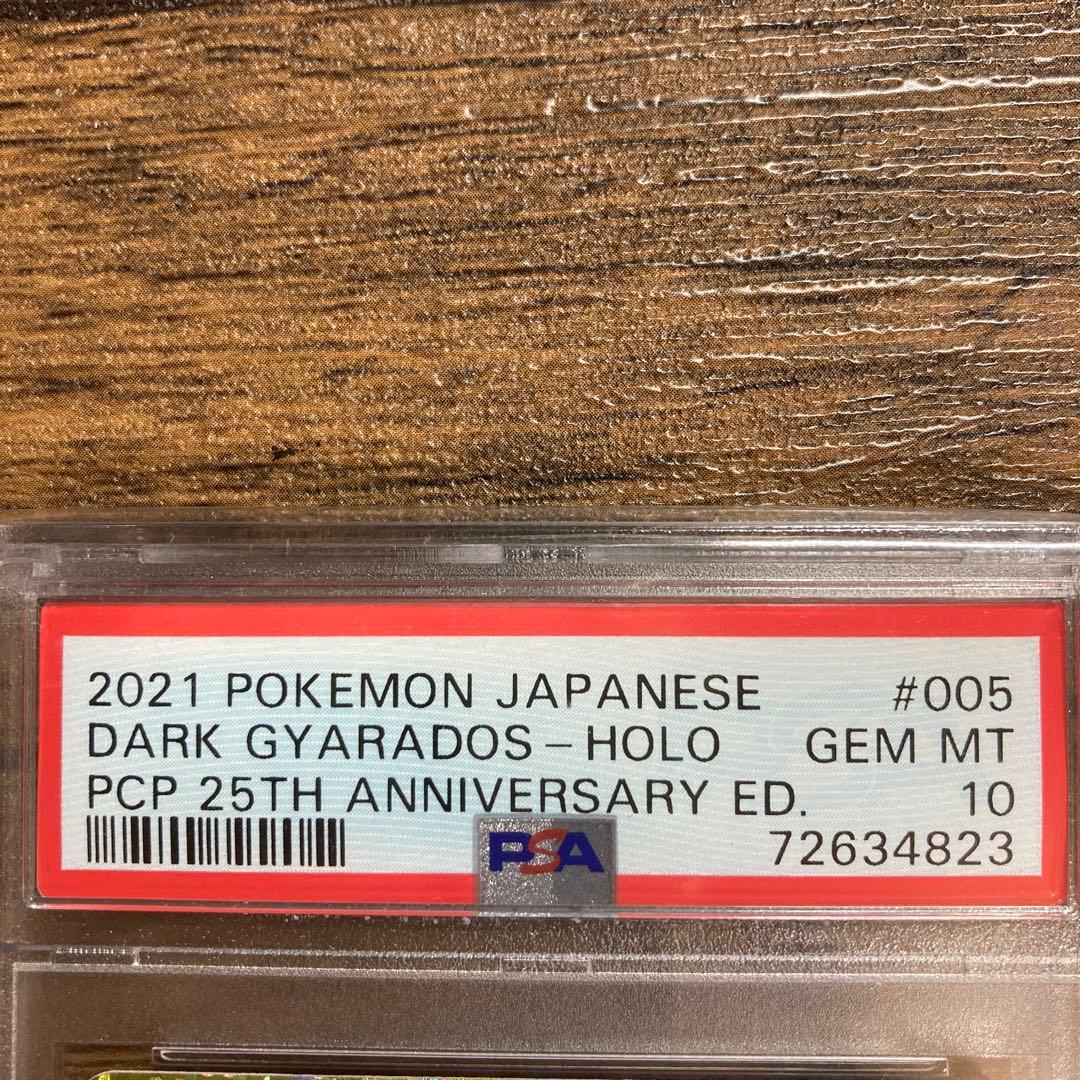 2021 POKEMON JAPANESE #005
DARK GYARADOS - HOLO GEM MT
PCP 25TH ANNIVERSARY ED. 10
PSA 72634823